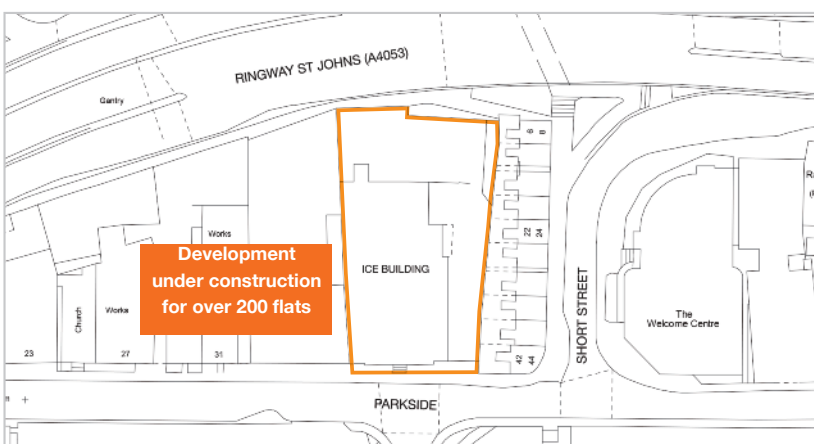 RINGWAY ST JOHNS (A4053)
Gantry
6
8
Works
22
24
Development
under construction
for over 200 flats
ICE BUILDING
Church
Works
SHORT STREET
The
Welcome Centre
23
27
31
42
44
PARKSIDE